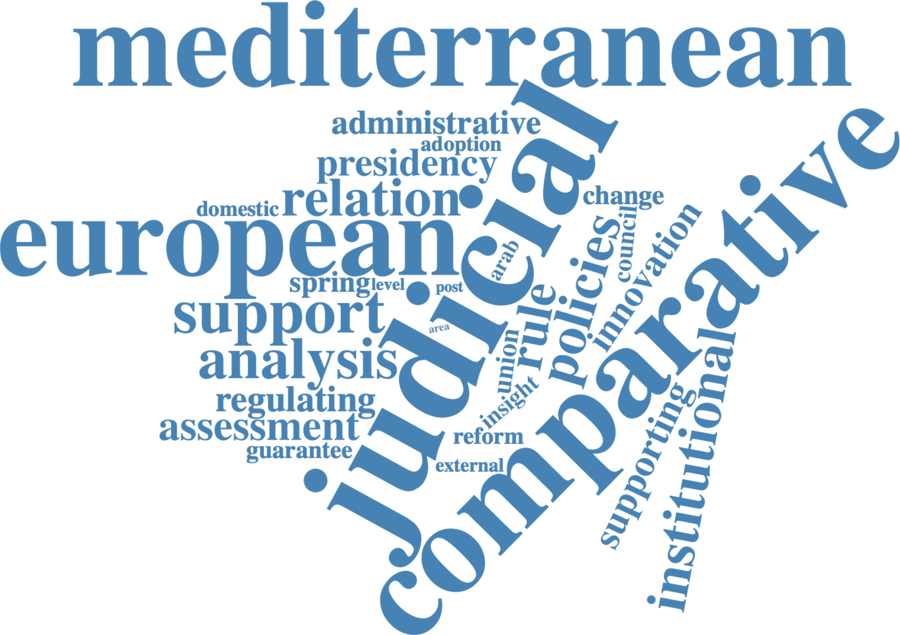 mediterranean
administrative
adoption
presidency
relation
domestic
european
spring
level
post
support
area
analysis
regulating
assessment
guarantee
judicial
arab
change
council
policies
innovation
rule
union
insight
reform
external
comparative
supporting
institutional